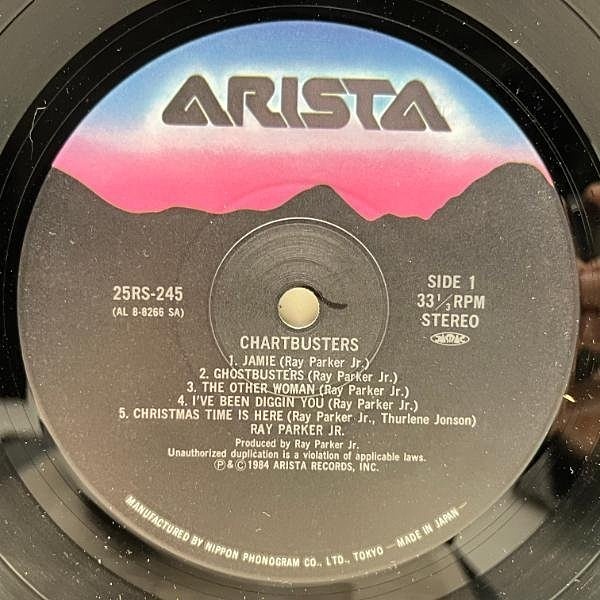 ARISTA
25RS-245
(AL 8-8266 SA)
SIDE 1
33 1/3 RPM
STEREO
CHARTBUSTERS
1. JAMIE (Ray Parker Jr.)
2. GHOSTBUSTERS (Ray Parker Jr.)
3. THE OTHER WOMAN (Ray Parker Jr.)
4. I'VE BEEN DIGGIN YOU (Ray Parker Jr.)
5. CHRISTMAS TIME IS HERE (Ray Parker Jr., Thurlene Jonson)
RAY PARKER JR.
Produced by Ray Parker Jr.
Unauthorized duplication is a violation of applicable laws.
Ⓟ&Ⓒ1984 ARISTA RECORDS, INC.
MANUFACTURED BY NIPPON PHONOGRAM CO., LTD., TOKYO —MADE IN JAPAN—